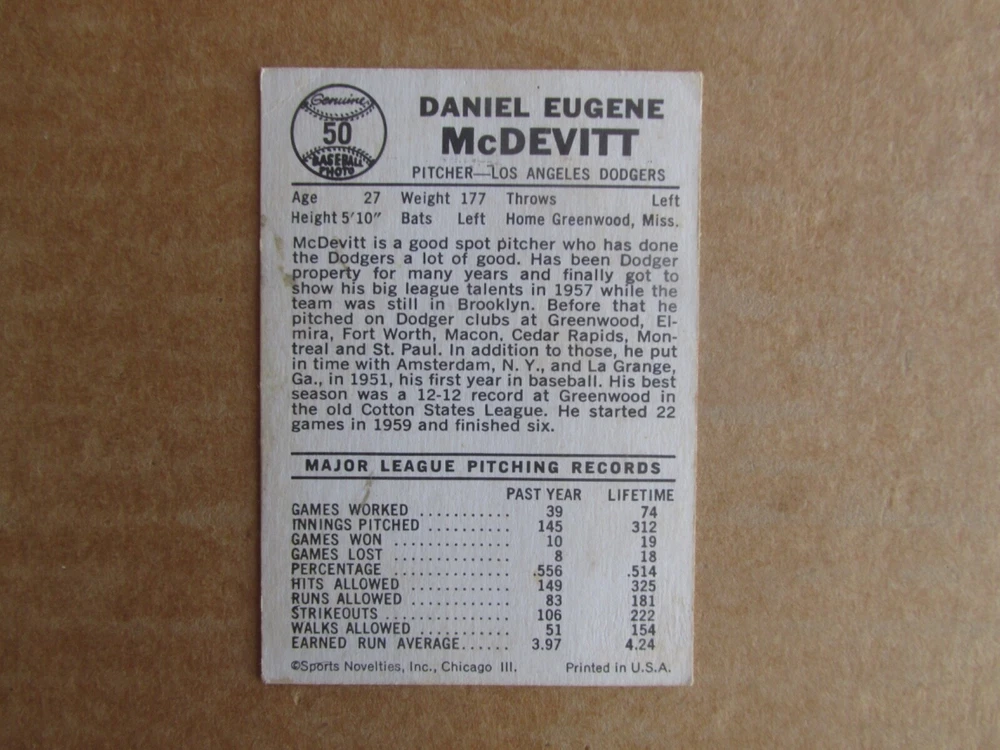 Genuine
50
BASEBALL
PHOTO
DANIEL EUGENE
McDEVITT
PITCHER—LOS ANGELES DODGERS
Age 27 Weight 177 Throws Left
Height 5'10" Bats Left Home Greenwood, Miss.
McDevitt is a good spot pitcher who has done
the Dodgers a lot of good. Has been Dodger
property for many years and finally got to
show his big league talents in 1957 while the
team was still in Brooklyn. Before that he
pitched on Dodger clubs at Greenwood, El-
mira, Fort Worth, Macon, Cedar Rapids, Mon-
treal and St. Paul. In addition to those, he put
in time with Amsterdam, N. Y., and La Grange,
Ga., in 1951, his first year in baseball. His best
season was a 12-12 record at Greenwood in
the old Cotton States League. He started 22
games in 1959 and finished six.
MAJOR LEAGUE PITCHING RECORDS
PAST YEAR LIFETIME
GAMES WORKED ........... 39 74
INNINGS PITCHED .......... 145 312
GAMES WON .............. 10 19
GAMES LOST .............. 8 18
PERCENTAGE .............. .556 .514
HITS ALLOWED ............ 149 325
RUNS ALLOWED ............ 83 181
STRIKEOUTS .............. 106 222
WALKS ALLOWED ........... 51 154
EARNED RUN AVERAGE...... 3.97 4.24
©Sports Novelties, Inc., Chicago Ill. Printed in U.S.A.